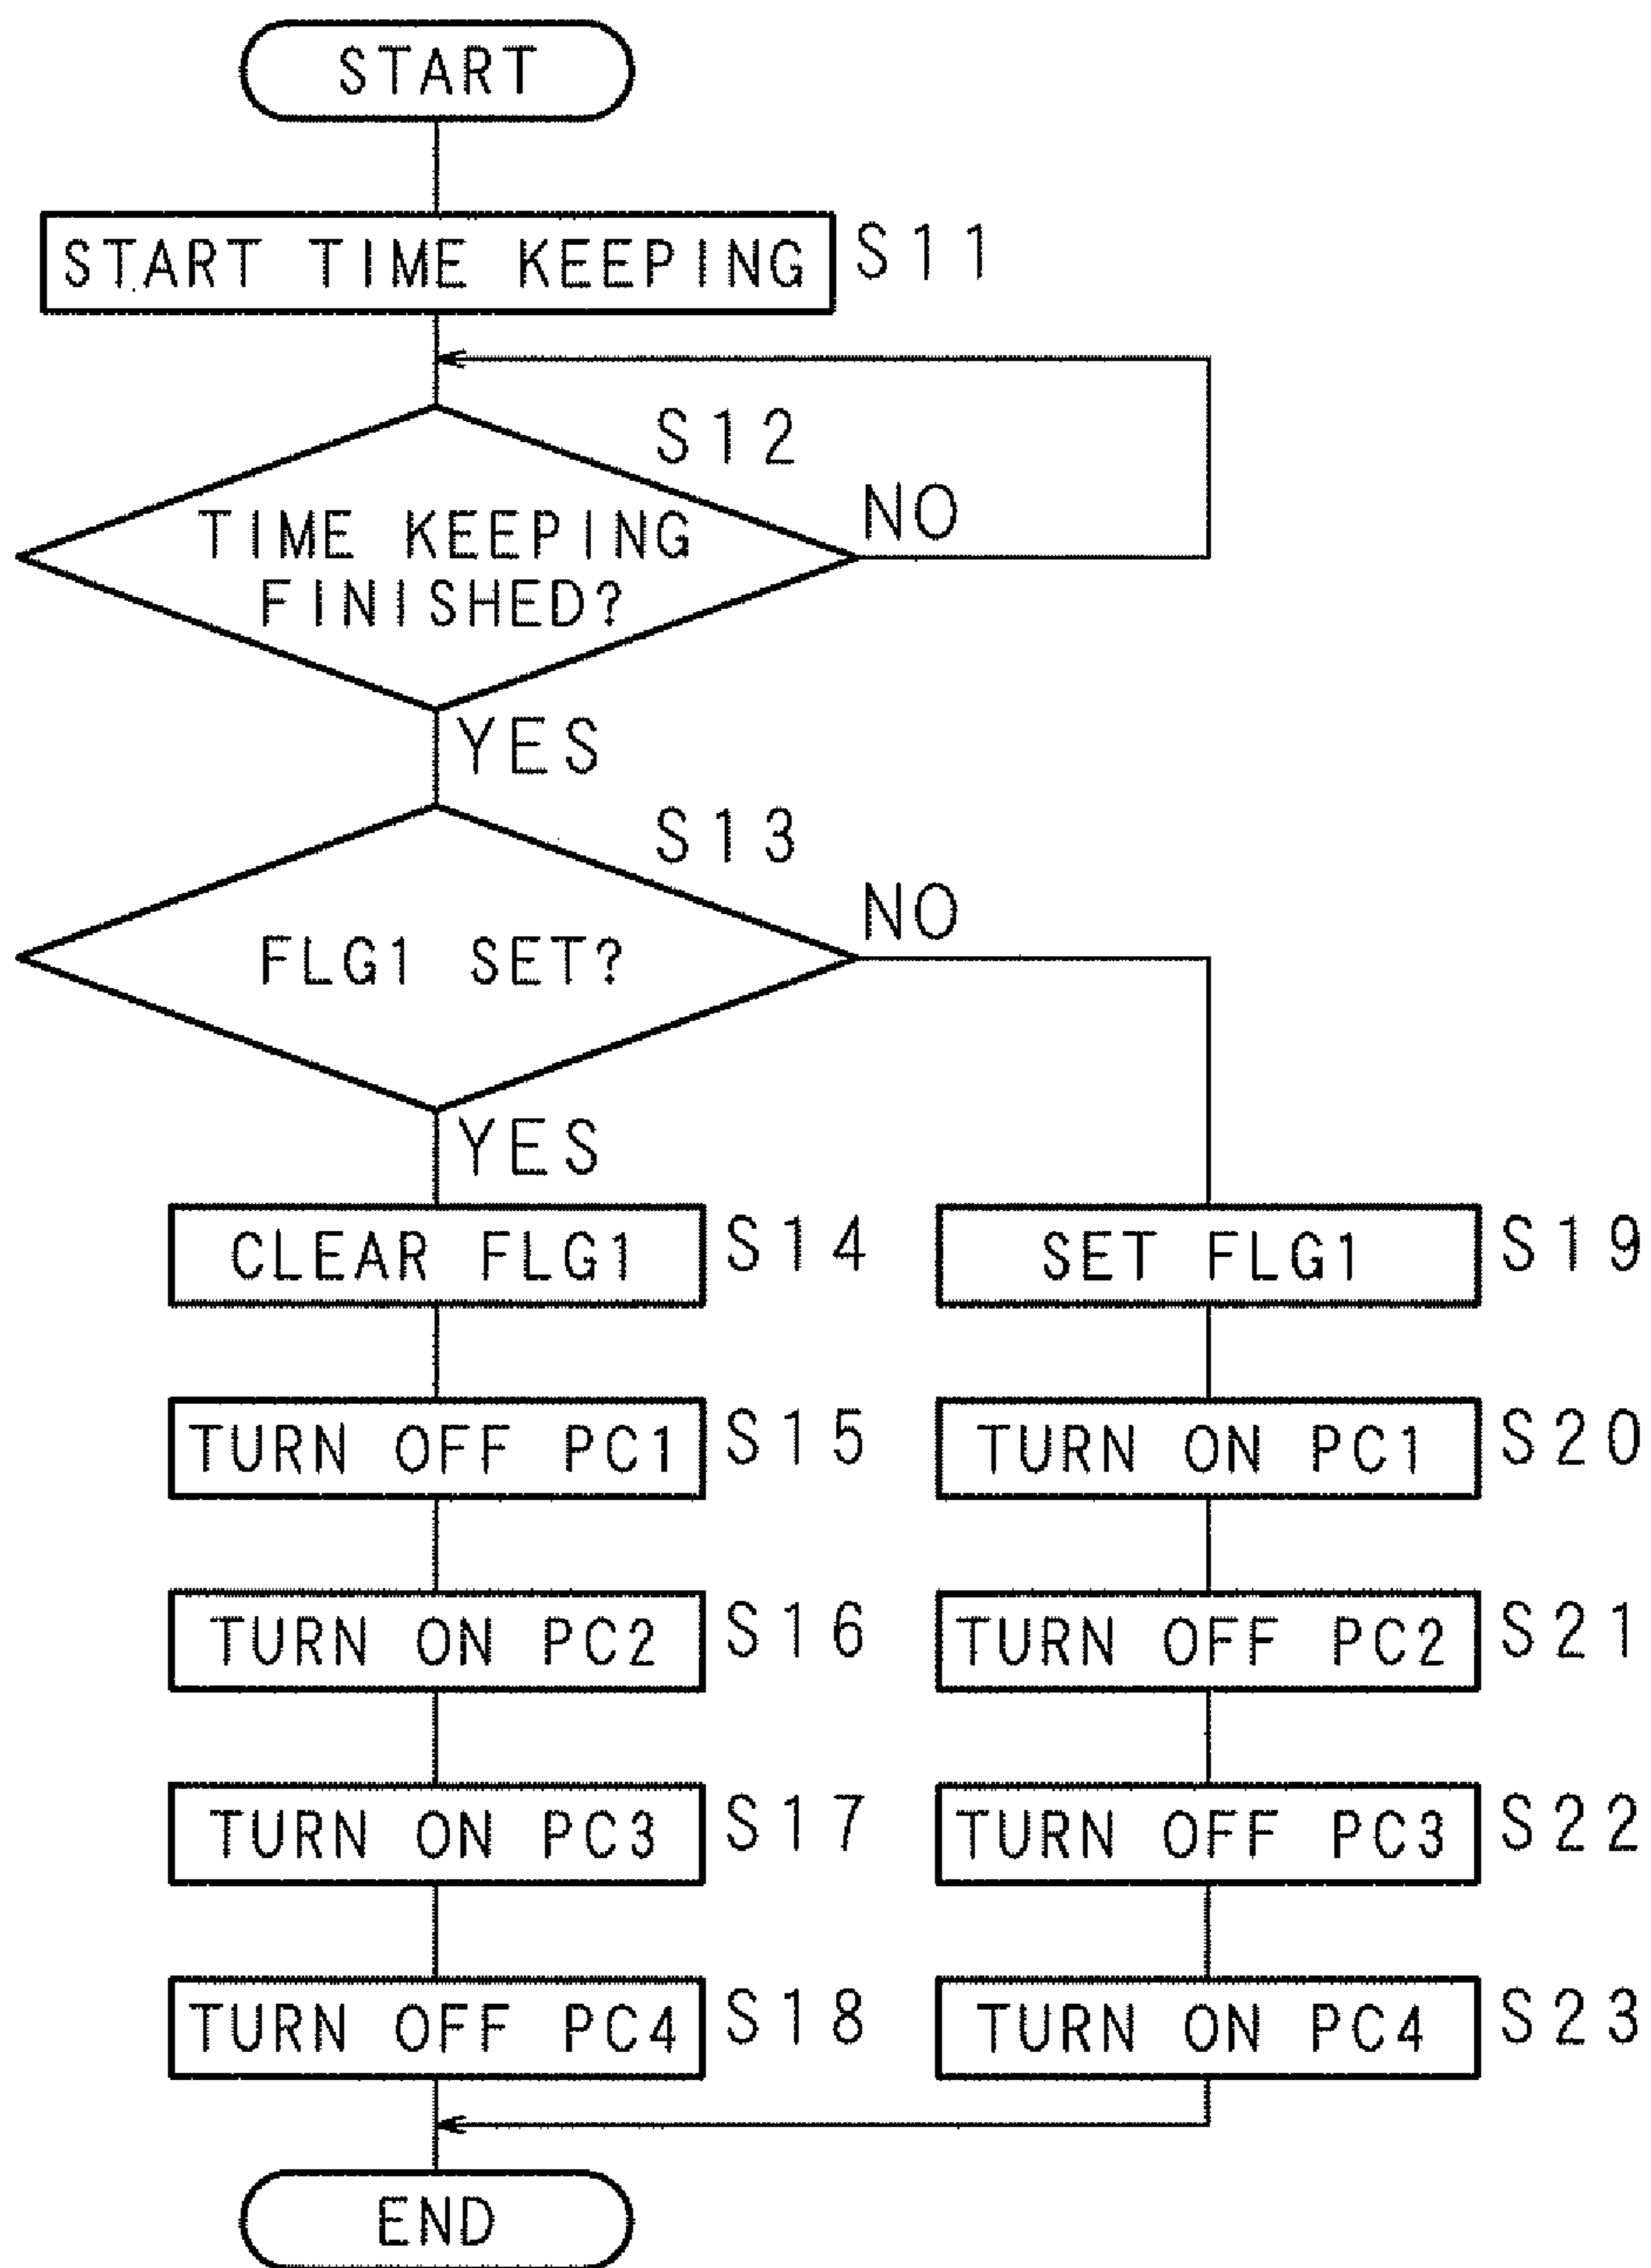 START
START TIME KEEPING S11
S12
TIME KEEPING
FINISHED?
NO
YES
S13
FLG1 SET?
NO
YES
CLEAR FLG1 S14
SET FLG1 S19
TURN OFF PC1 S15
TURN ON PC1 S20
TURN ON PC2 S16
TURN OFF PC2 S21
TURN ON PC3 S17
TURN OFF PC3 S22
TURN OFF PC4 S18
TURN ON PC4 S23
END